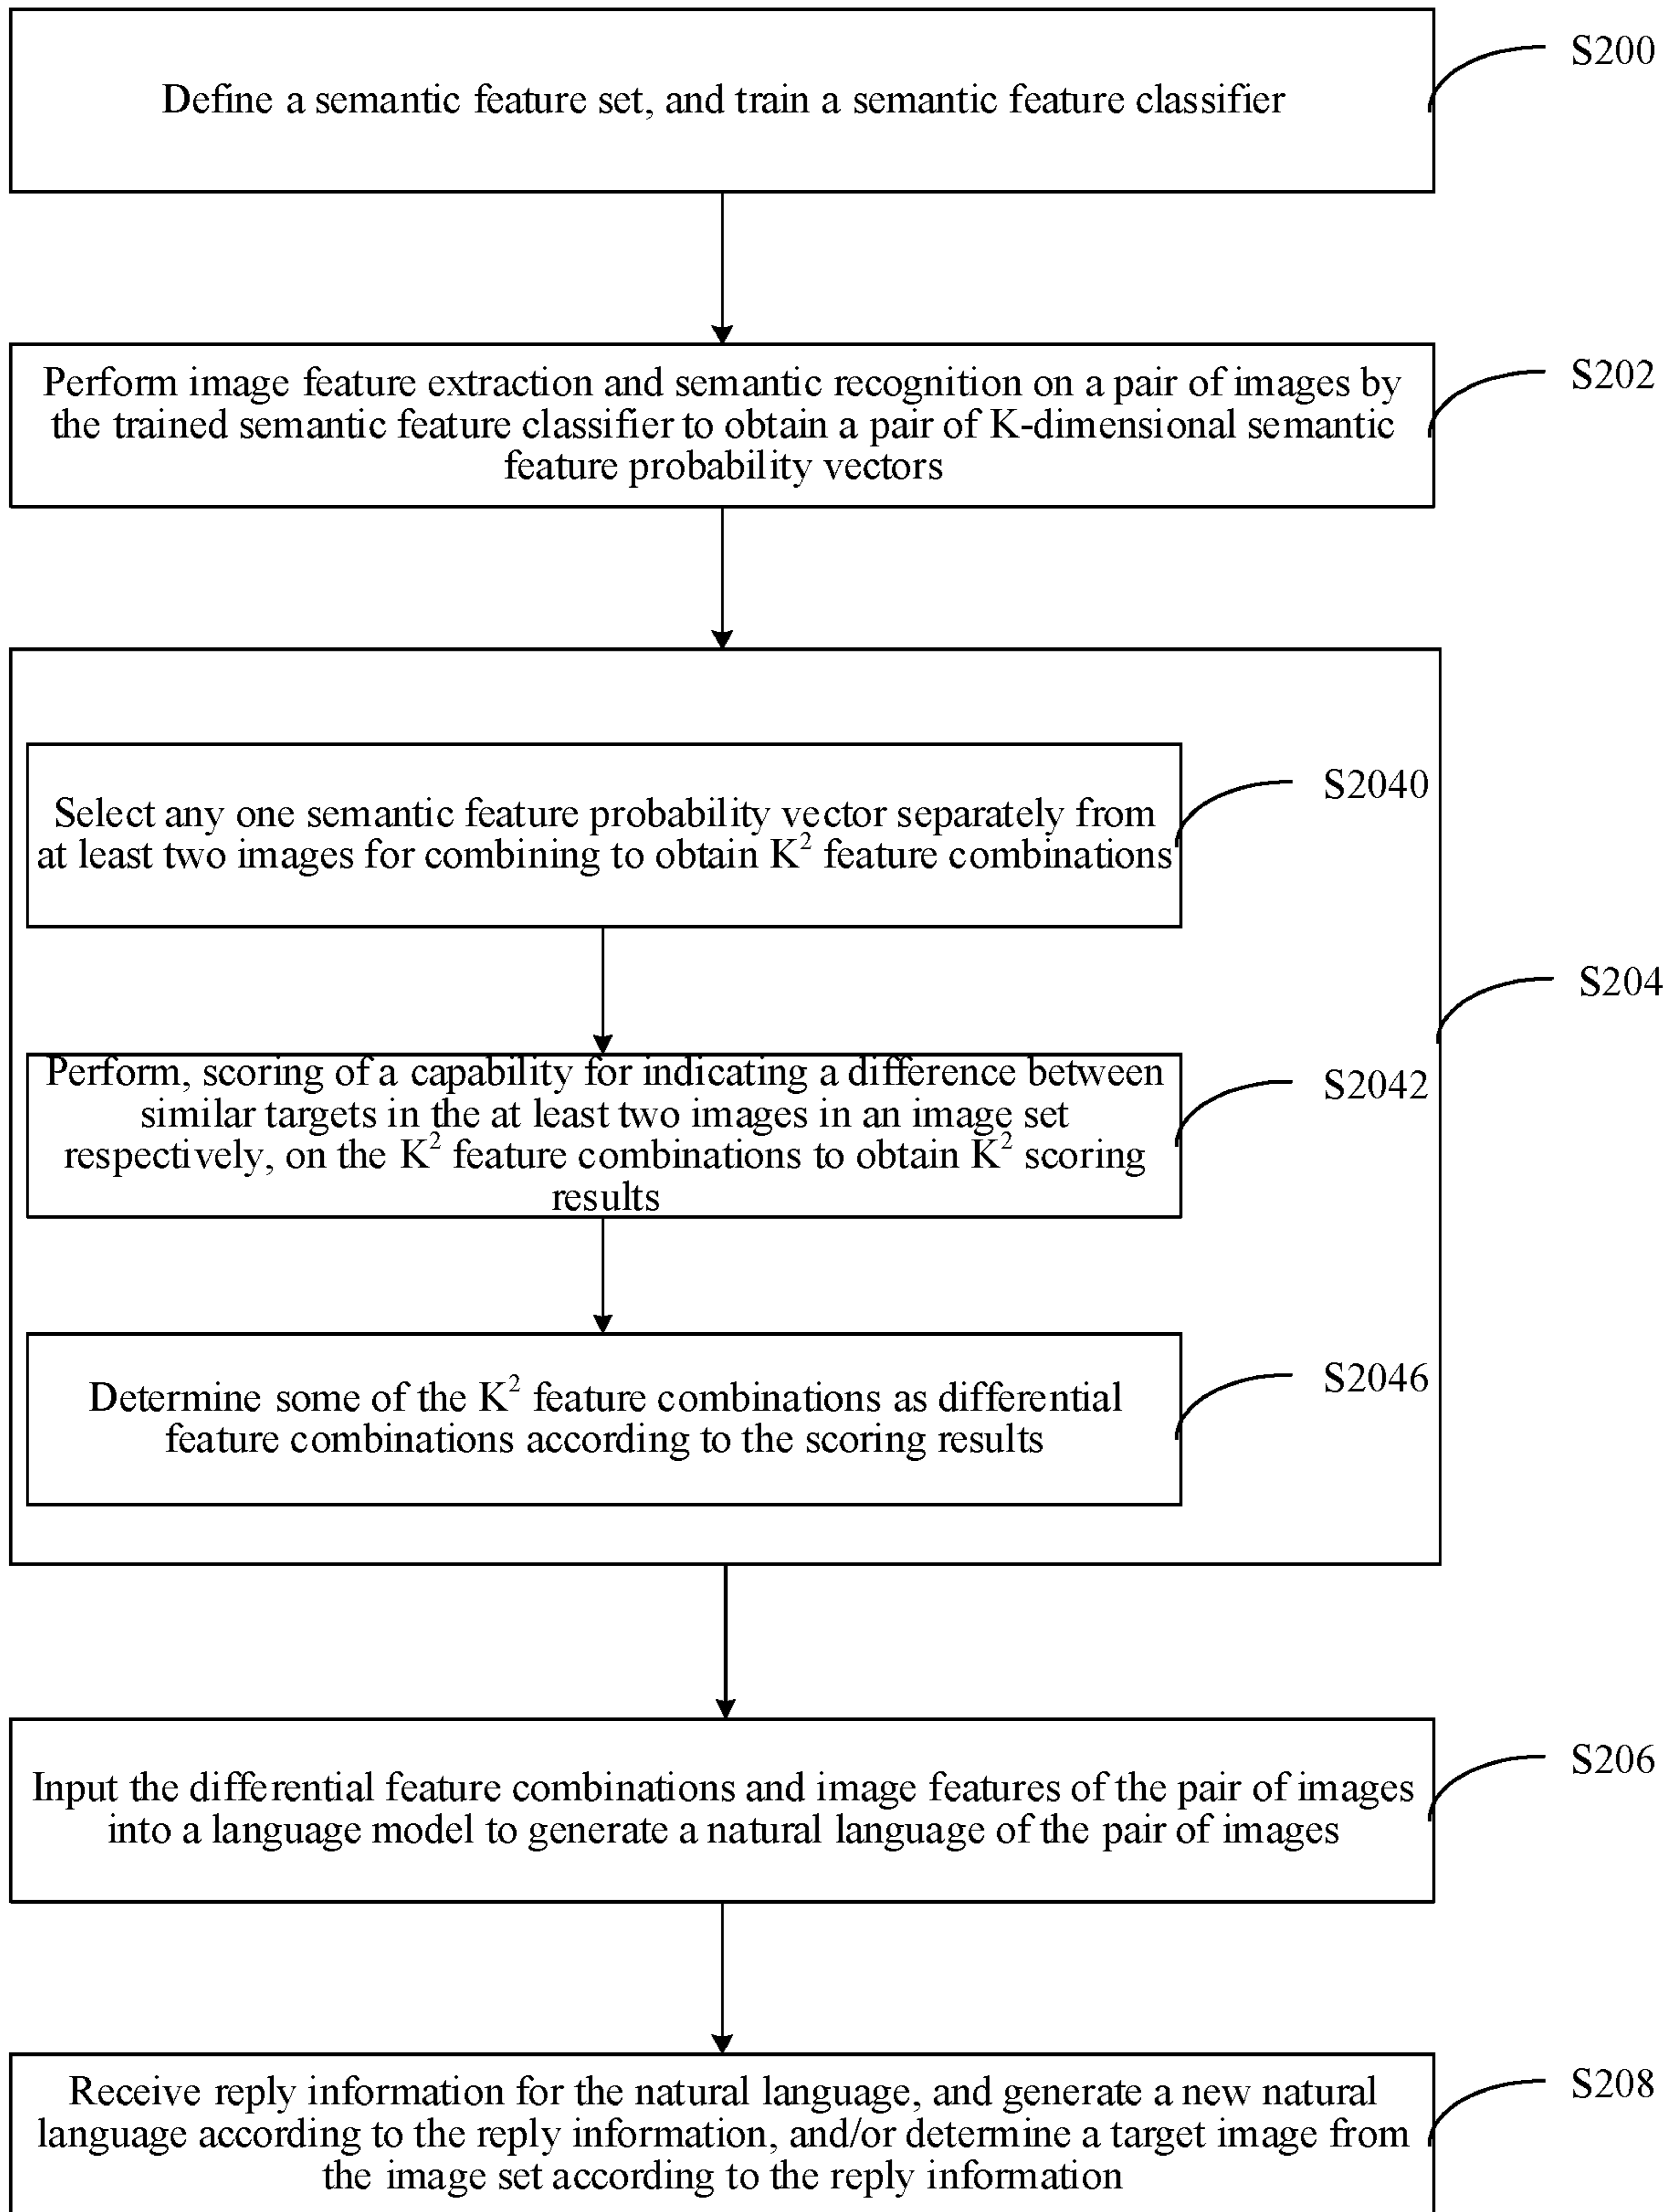 Define a semantic feature set, and train a semantic feature classifier
S200
Perform image feature extraction and semantic recognition on a pair of images by
the trained semantic feature classifier to obtain a pair of K-dimensional semantic
feature probability vectors
S202
Select any one semantic feature probability vector separately from
at least two images for combining to obtain K² feature combinations
S2040
S204
Perform, scoring of a capability for indicating a difference between
similar targets in the at least two images in an image set
respectively, on the K² feature combinations to obtain K² scoring
results
S2042
Determine some of the K² feature combinations as differential
feature combinations according to the scoring results
S2046
Input the differential feature combinations and image features of the pair of images
into a language model to generate a natural language of the pair of images
S206
Receive reply information for the natural language, and generate a new natural
language according to the reply information, and/or determine a target image from
the image set according to the reply information
S208